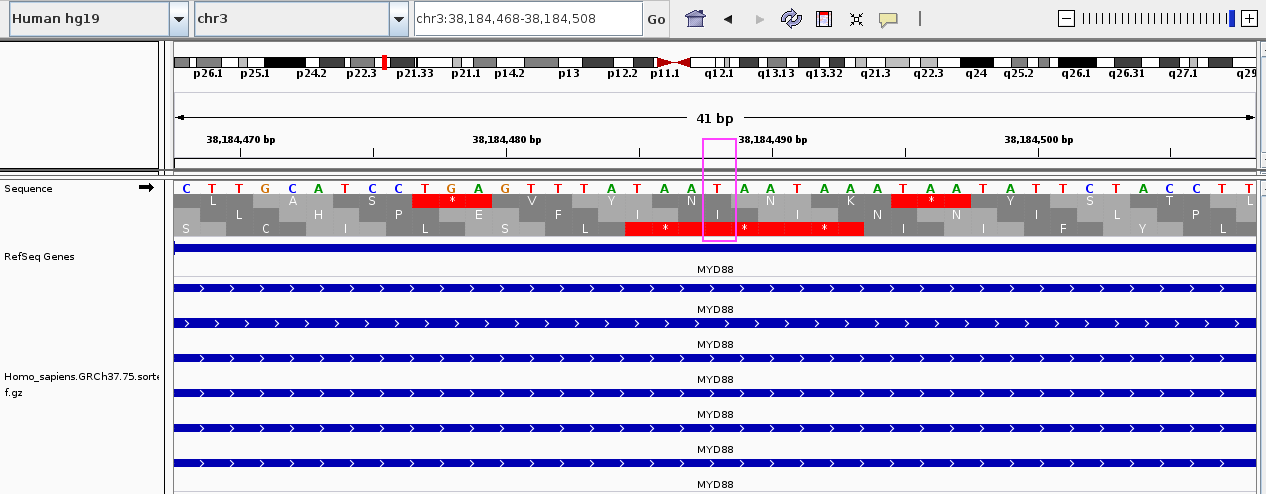 Human hg19 chr3 chr3:38,184,468-38,184,508 Go
p26.1 p25.1 p24.2 p22.3 p21.33 p21.1 p14.2 p13 p12.2 p11.1 q12.1 q13.13 q13.32 q21.3 q22.3 q24 q25.2 q26.1 q26.31 q27.1 q29
41 bp
38,184,470 bp 38,184,480 bp 38,184,490 bp 38,184,500 bp
Sequence C T T G C A T C C T G A G T T T A T A A T A A T A A A T A A T A T T C T A C C T T
L A S * V Y N N K * Y S T L
L H P E F I I I N N I L P
S C I L S L * * * I I F Y L
RefSeq Genes
MYD88
MYD88
MYD88
MYD88
Homo_sapiens.GRCh37.75.sorte
f.gz
MYD88
MYD88
MYD88